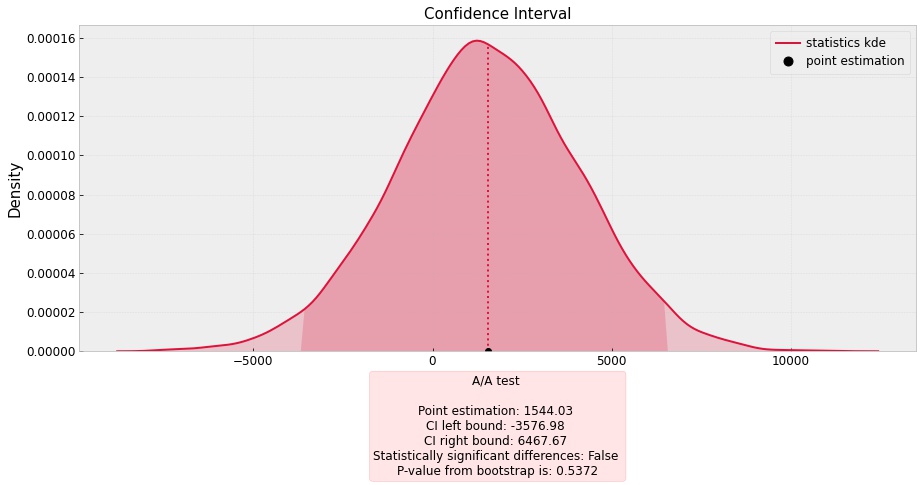 Confidence Interval
statistics kde
point estimation
Density
0.00016
0.00014
0.00012
0.00010
0.00008
0.00006
0.00004
0.00002
0.00000
−5000
0
5000
10000
A/A test
Point estimation: 1544.03
CI left bound: -3576.98
CI right bound: 6467.67
Statistically significant differences: False
P-value from bootstrap is: 0.5372